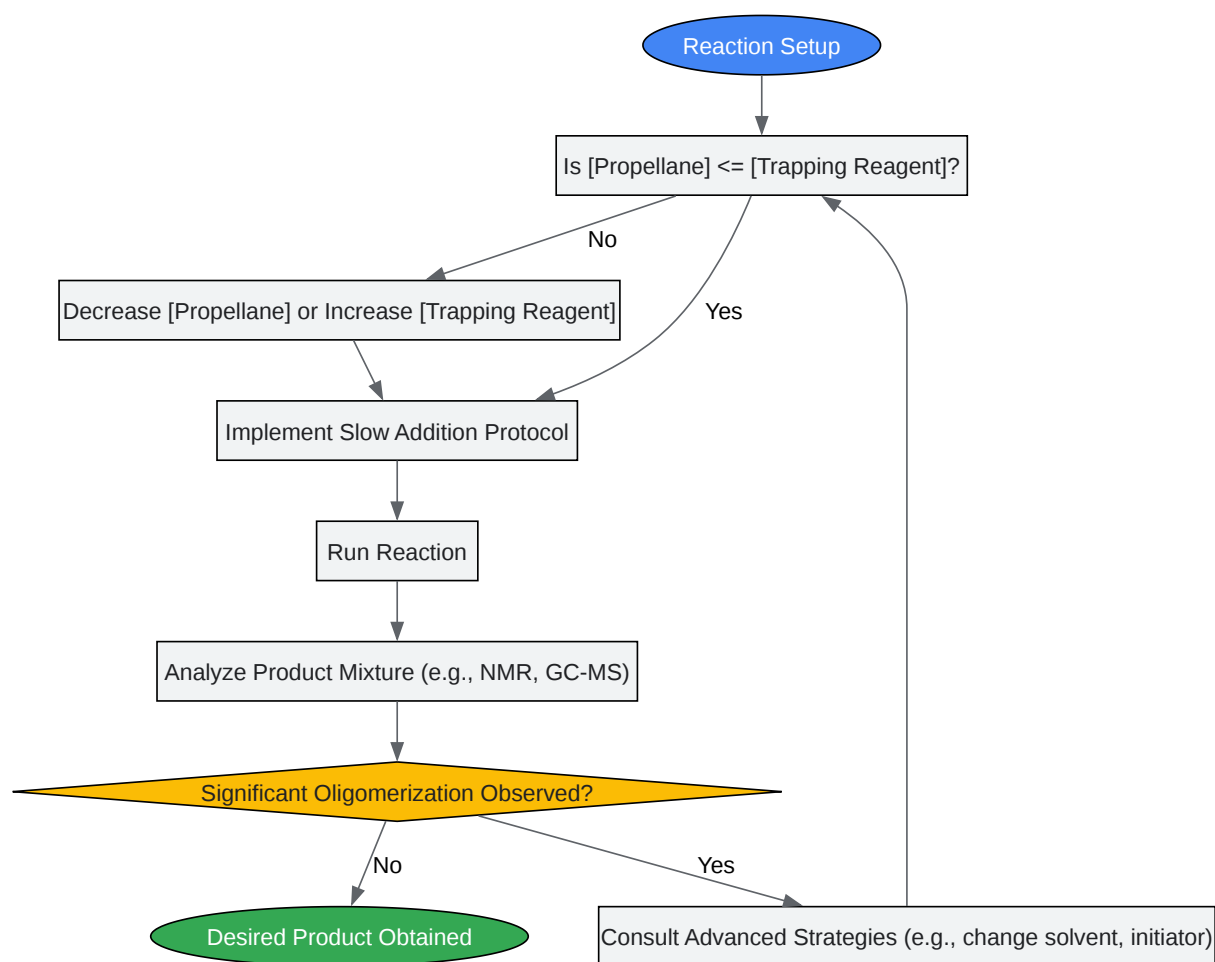 Reaction Setup
Is [Propellane] <= [Trapping Reagent]?
No
Decrease [Propellane] or Increase [Trapping Reagent]
Yes
Implement Slow Addition Protocol
Run Reaction
Analyze Product Mixture (e.g., NMR, GC-MS)
Significant Oligomerization Observed?
No
Yes
Desired Product Obtained
Consult Advanced Strategies (e.g., change solvent, initiator)